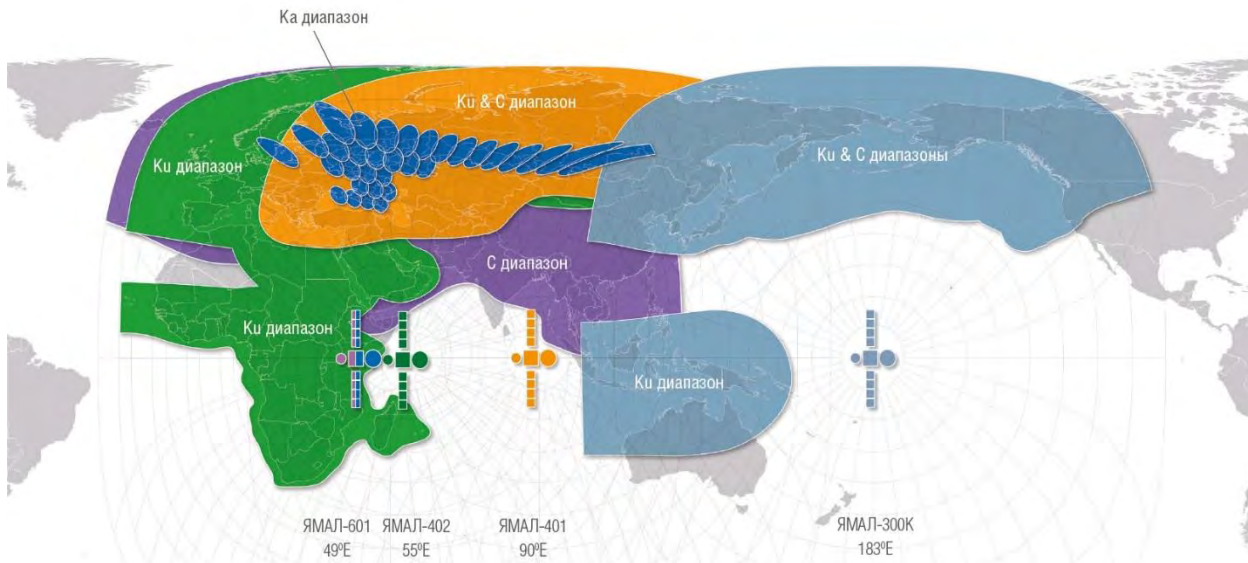 Ка диапазон
Ku & C диапазон
Ku диапазон
Ku & C диапазоны
С диапазон
Ku диапазон
Ku диапазон
ЯМАЛ-601
49ºE
ЯМАЛ-402
55ºE
ЯМАЛ-401
90ºE
ЯМАЛ-300К
183ºE